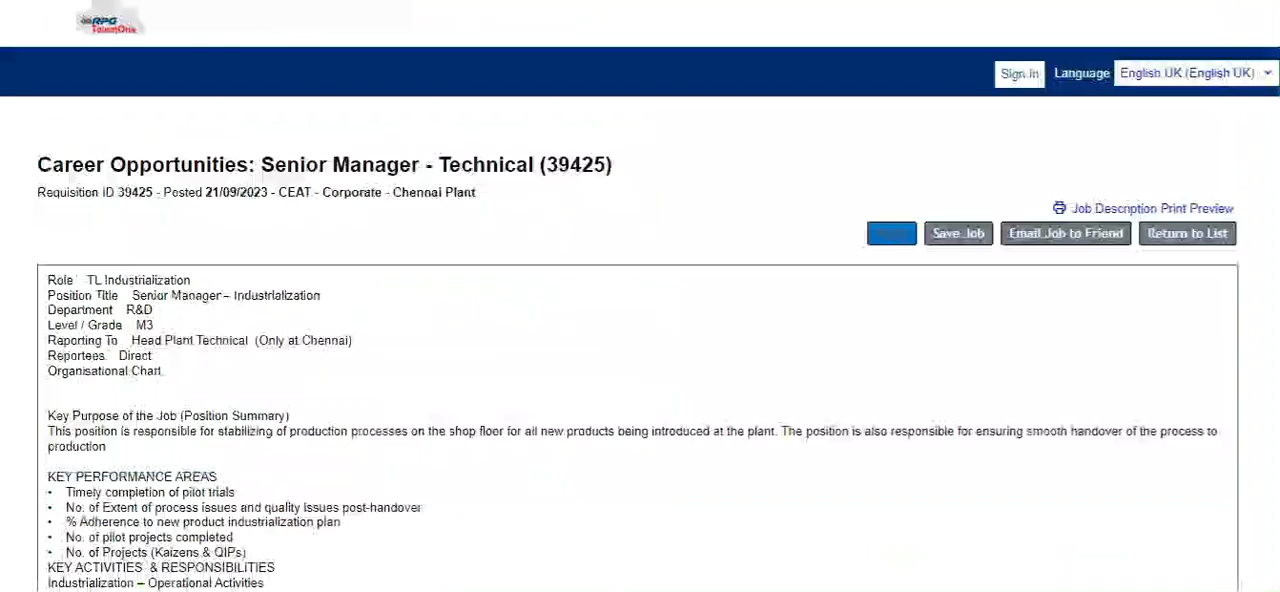 RPG
TalentOne
Sign In Language English UK (English UK)
Career Opportunities: Senior Manager - Technical (39425)
Requisition ID 39425 - Posted 21/09/2023 - CEAT - Corporate - Chennai Plant
Job Description Print Preview
Save Job Email Job to Friend Return to List
Role TL Industrialization
Position Title Senior Manager – Industrialization
Department R&D
Level / Grade M3
Reporting To Head Plant Technical (Only at Chennai)
Reportees Direct
Organisational Chart
Key Purpose of the Job (Position Summary)
This position is responsible for stabilizing of production processes on the shop floor for all new products being introduced at the plant. The position is also responsible for ensuring smooth handover of the process to
production
KEY PERFORMANCE AREAS
• Timely completion of pilot trials
• No. of Extent of process issues and quality issues post-handover
• % Adherence to new product industrialization plan
• No. of pilot projects completed
• No. of Projects (Kaizens & QIPs)
KEY ACTIVITIES & RESPONSIBILITIES
Industrialization – Operational Activities